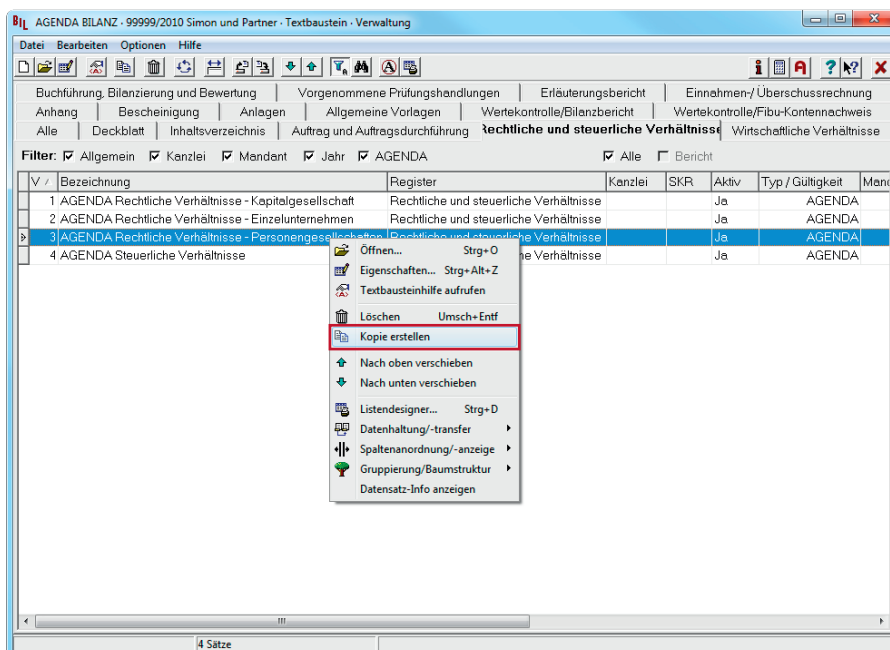 BIL AGENDA BILANZ · 99999/2010 Simon und Partner · Textbaustein · Verwaltung
Datei Bearbeiten Optionen Hilfe
Buchführung, Bilanzierung und Bewertung Vorgenommene Prüfungshandlungen Erläuterungsbericht Einnahmen-/ Überschussrechnung
Anhang Bescheinigung Anlagen Allgemeine Vorlagen Wertekontrolle/Bilanzbericht Wertekontrolle/Fibu-Kontennachweis
Alle Deckblatt Inhaltsverzeichnis Auftrag und Auftragsdurchführung Rechtliche und steuerliche Verhältnisse Wirtschaftliche Verhältnisse
Filter: Allgemein Kanzlei Mandant Jahr AGENDA Alle Bericht
V Bezeichnung Register Kanzlei SKR Aktiv Typ / Gültigkeit Mand
1 AGENDA Rechtliche Verhältnisse - Kapitalgesellschaft Rechtliche und steuerliche Verhältnisse Ja AGENDA
2 AGENDA Rechtliche Verhältnisse - Einzelunternehmen Rechtliche und steuerliche Verhältnisse Ja AGENDA
3 AGENDA Rechtliche Verhältnisse - Personengesellschaften Rechtliche und steuerliche Verhältnisse Ja AGENDA
4 AGENDA Steuerliche Verhältnisse he Verhältnisse Ja AGENDA
Öffnen... Strg+O
Eigenschaften... Strg+Alt+Z
Textbausteinhilfe aufrufen
Löschen Umsch+Entf
Kopie erstellen
Nach oben verschieben
Nach unten verschieben
Listendesigner... Strg+D
Datenhaltung/-transfer
Spaltenanordnung/-anzeige
Gruppierung/Baumstruktur
Datensatz-Info anzeigen
4 Sätze